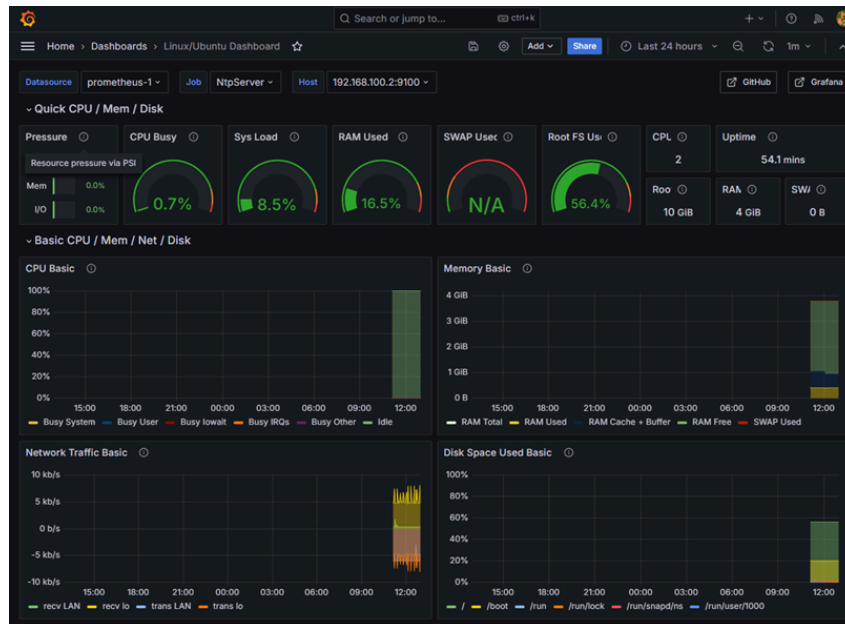 Search or jump to... ctrl+k
Home › Dashboards › Linux/Ubuntu Dashboard Add Share Last 24 hours 1m
Datasource prometheus-1 Job NtpServer Host 192.168.100.2:9100 GitHub Grafana
Quick CPU / Mem / Disk
Pressure CPU Busy Sys Load RAM Used SWAP Usec Root FS Us CPL Uptime
Resource pressure via PSI
2 54.1 mins
Mem 0.0%
I/O 0.0%
0.7% 8.5% 16.5% N/A 56.4%
Roo RAM SW/
10 GiB 4 GiB 0 B
Basic CPU / Mem / Net / Disk
CPU Basic
100%
80%
60%
40%
20%
0%
15:00 18:00 21:00 00:00 03:00 06:00 09:00 12:00
Busy System Busy User Busy Iowait Busy IRQs Busy Other Idle
Memory Basic
4 GiB
3 GiB
2 GiB
1 GiB
0 B
15:00 18:00 21:00 00:00 03:00 06:00 09:00 12:00
RAM Total RAM Used RAM Cache + Buffer RAM Free SWAP Used
Network Traffic Basic
10 kb/s
5 kb/s
0 b/s
-5 kb/s
-10 kb/s
15:00 18:00 21:00 00:00 03:00 06:00 09:00 12:00
recv LAN recv lo trans LAN trans lo
Disk Space Used Basic
100%
80%
60%
40%
20%
0%
15:00 18:00 21:00 00:00 03:00 06:00 09:00 12:00
/ /boot /run /run/lock /run/snapd/ns /run/user/1000